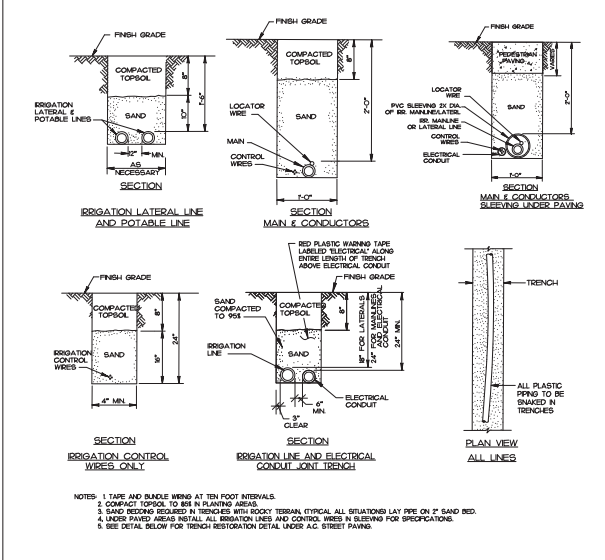 FINISH GRADE
COMPACTED
TOPSOIL
8"
1'-6"
10"
IRRIGATION
LATERAL &
POTABLE LINES
SAND
12"
MIN.
AS
NECESSARY
SECTION
IRRIGATION LATERAL LINE
AND POTABLE LINE
FINISH GRADE
COMPACTED
TOPSOIL
8"
2'-0"
SAND
LOCATOR
WIRE
MAIN
CONTROL
WIRES
1'-0"
SECTION
MAIN & CONDUCTORS
FINISH GRADE
PEDESTRIAN
PAVING
VARIES
LOCATOR
WIRE
SAND
2'-0"
PVC SLEEVING 2X DIA.
OF IRR. MAINLINE/LATERL
IRR. MAINLINE
OR LATERAL LINE
CONTROL
WIRES
ELECTRICAL
CONDUIT
1'-0"
SECTION
MAIN & CONDUCTORS
SLEEVING UNDER PAVING
FINISH GRADE
COMPACTED
TOPSOIL
8"
24"
SAND
16"
IRRIGATION
CONTROL
WIRES
4" MIN.
SECTION
IRRIGATION CONTROL
WIRES ONLY
RED PLASTIC WARNING TAPE
LABELED "ELECTRICAL" ALONG
ENTIRE LENGTH OF TRENCH
ABOVE ELECTRICAL CONDUIT
FINISH GRADE
SAND
COMPACTED
TO 95%
COMPACTED
TOPSOIL
8"
18" FOR LATERALS
24" FOR MAINLINES
AND ELECTRICAL
CONDUIT
24" MIN.
IRRIGATION
LINE
SAND
ELECTRICAL
CONDUIT
6"
MIN.
3"
CLEAR
SECTION
IRRIGATION LINE AND ELECTRICAL
CONDUIT JOINT TRENCH
TRENCH
ALL PLASTIC
PIPING TO BE
SNAKED IN
TRENCHES
PLAN VIEW
ALL LINES
NOTES: 1. TAPE AND BUNDLE WIRING AT TEN FOOT INTERVALS.
2. COMPACT TOPSOIL TO 85% IN PLANTING AREAS.
3. SAND BEDDING REQUIRED IN TRENCHES WITH ROCKY TERRAIN, (TYPICAL ALL SITUATIONS) LAY PIPE ON 2" SAND BED.
4. UNDER PAVED AREAS INSTALL ALL IRRIGATION LINES AND CONTROL WIRES IN SLEEVING FOR SPECIFICATIONS.
5. SEE DETAIL BELOW FOR TRENCH RESTORATION DETAIL UNDER A.C. STREET PAVING.